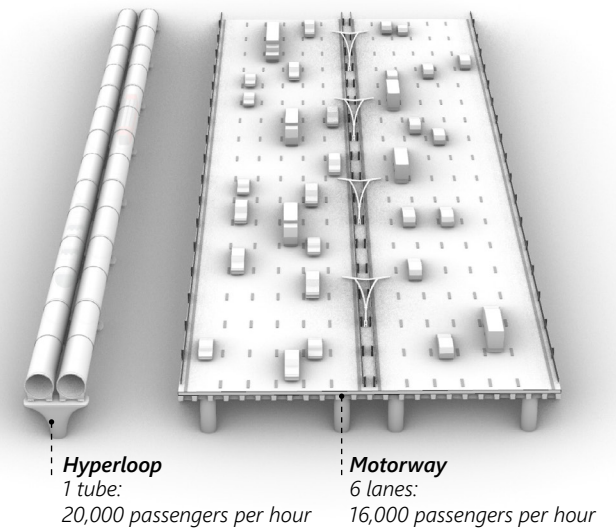 Hyperloop
1 tube:
20,000 passengers per hour
Motorway
6 lanes:
16,000 passengers per hour